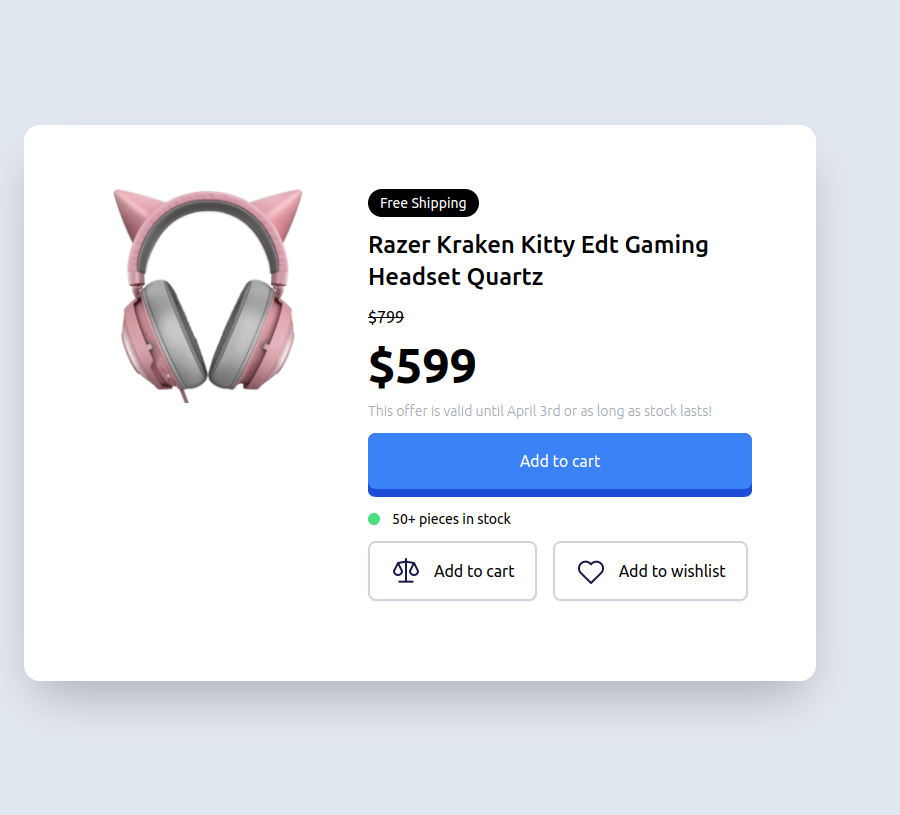 Free Shipping
Razer Kraken Kitty Edt Gaming
Headset Quartz
$799
$599
This offer is valid until April 3rd or as long as stock lasts!
Add to cart
50+ pieces in stock
Add to cart
Add to wishlist